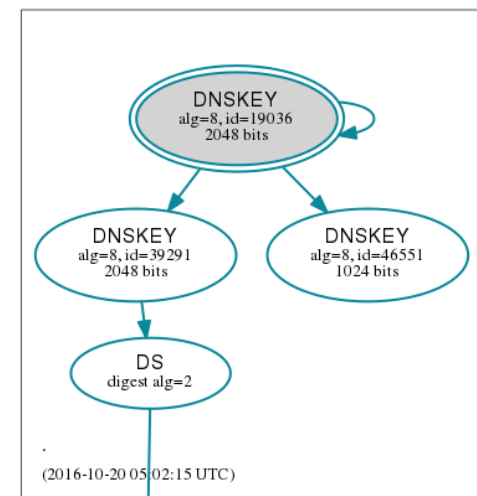 DNSKEY
alg=8, id=19036
2048 bits
DNSKEY
alg=8, id=39291
2048 bits
DNSKEY
alg=8, id=46551
1024 bits
DS
digest alg=2
.
(2016-10-20 05:02:15 UTC)